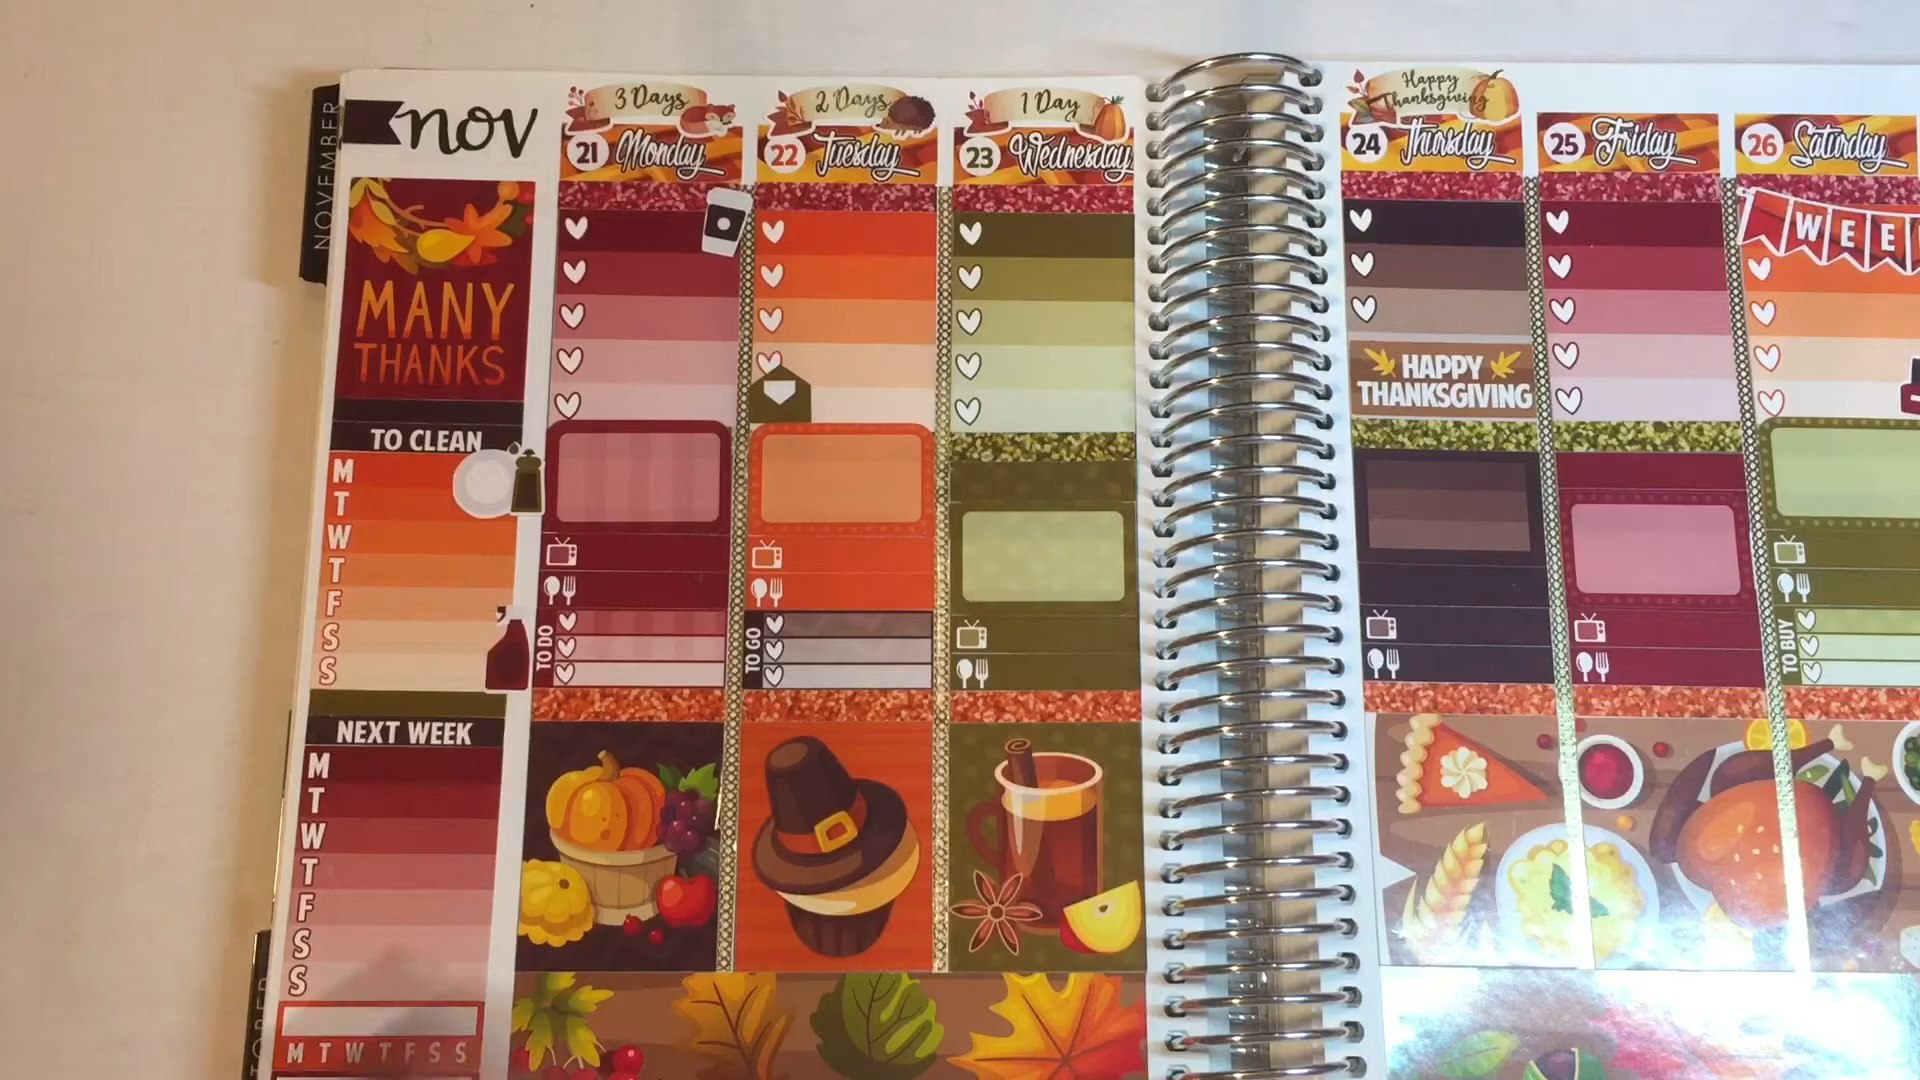 NOVEMBER
nov
3 Days
2 Days
1 Day
Happy
Thanksgiving
21 Monday
22 Tuesday
23 Wednesday
24 Thursday
25 Friday
26 Saturday
MANY
THANKS
WEE
HAPPY
THANKSGIVING
TO CLEAN
M
T
W
T
F
S
S
TO DO
TO GO
TO BUY
NEXT WEEK
M
T
W
T
F
S
S
M T W T F S S